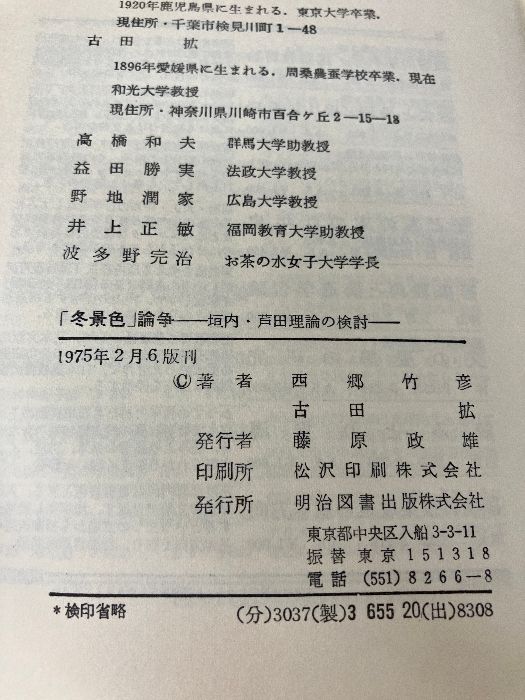 1920年鹿児島県に生まれる．東京大学卒業．
現住所・千葉市検見川町1―48
古田 拡
1896年愛媛県に生まれる．周桑農蚕学校卒業．現在
和光大学教授
現住所・神奈川県川崎市百合ケ丘2―15―18
高橋和夫 群馬大学助教授
益田勝実 法政大学教授
野地潤家 広島大学教授
井上正敏 福岡教育大学助教授
波多野完治 お茶の水女子大学学長
「冬景色」論争――垣内・芦田理論の検討――
1975年2月6.版刊
©著者 西郷竹彦
古田 拡
発行者 藤原政雄
印刷所 松沢印刷株式会社
発行所 明治図書出版株式会社
東京都中央区入船3-3-11
振替東京151318
電話 (551)8266―8
*検印省略 (分)3037(製)3 655 20(出)8308